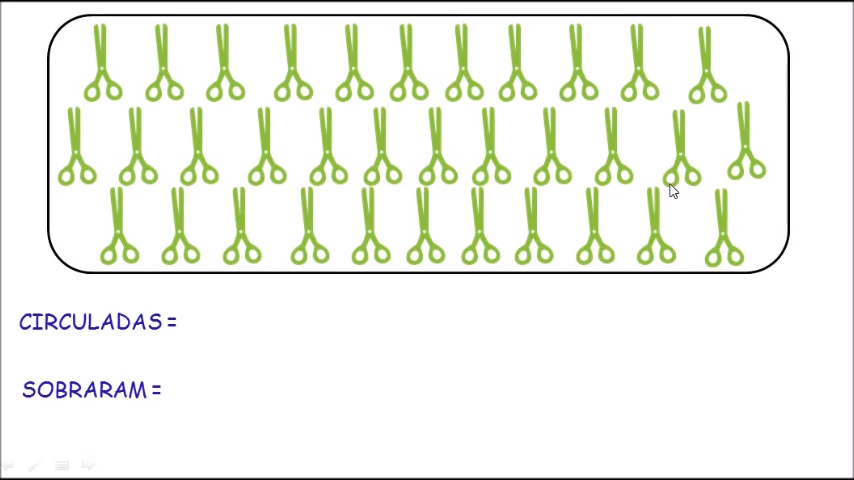 CIRCULADAS =
SOBRARAM =